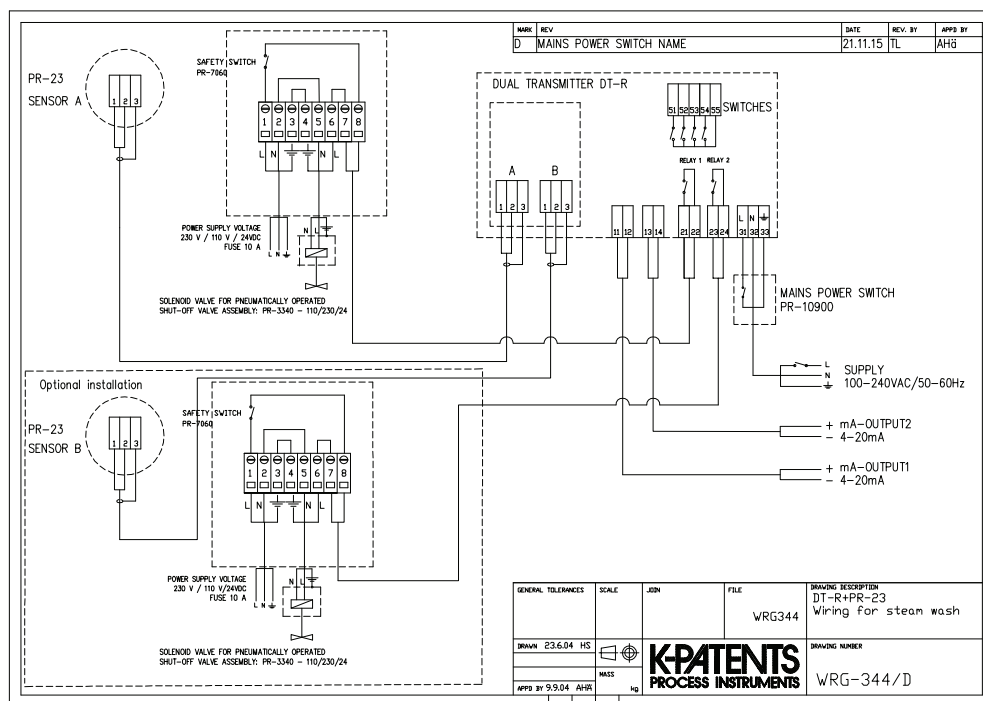 MARK REV DATE REV. BY APPD BY
D MAINS POWER SWITCH NAME 21.11.15 TL AHä
PR-23
SENSOR A
1 2 3
SAFETY SWITCH
PR-7060
1 2 3 4 5 6 7 8
L N N L
POWER SUPPLY VOLTAGE
230 V / 110 V / 24VDC
FUSE 10 A
L N
N L
SOLENOID VALVE FOR PNEUMATICALLY OPERATED
SHUT-OFF VALVE ASSEMBLY: PR-3340 - 110/230/24
DUAL TRANSMITTER DT-R
51 52 53 54 55 SWITCHES
RELAY 1 RELAY 2
A B
1 2 3 1 2 3
11 12 13 14 21 22 23 24
L N
31 32 33
MAINS POWER SWITCH
PR-10900
L
N
SUPPLY
100-240VAC/50-60Hz
+ mA-OUTPUT2
- 4-20mA
+ mA-OUTPUT1
- 4-20mA
Optional installation
PR-23
SENSOR B
1 2 3
SAFETY SWITCH
PR-7060
1 2 3 4 5 6 7 8
L N N L
POWER SUPPLY VOLTAGE
230 V / 110 V/24VDC
FUSE 10 A
L N
N L
SOLENOID VALVE FOR PNEUMATICALLY OPERATED
SHUT-OFF VALVE ASSEMBLY: PR-3340 - 110/230/24
GENERAL TOLERANCES SCALE JOIN FILE
WRG344
DRAWING DESCRIPTION
DT-R+PR-23
Wiring for steam wash
DRAWN 23.6.04 HS
MASS
kg
APPD BY 9.9.04 AHÄ
K-PATENTS
PROCESS INSTRUMENTS
DRAWING NUMBER
WRG-344/D